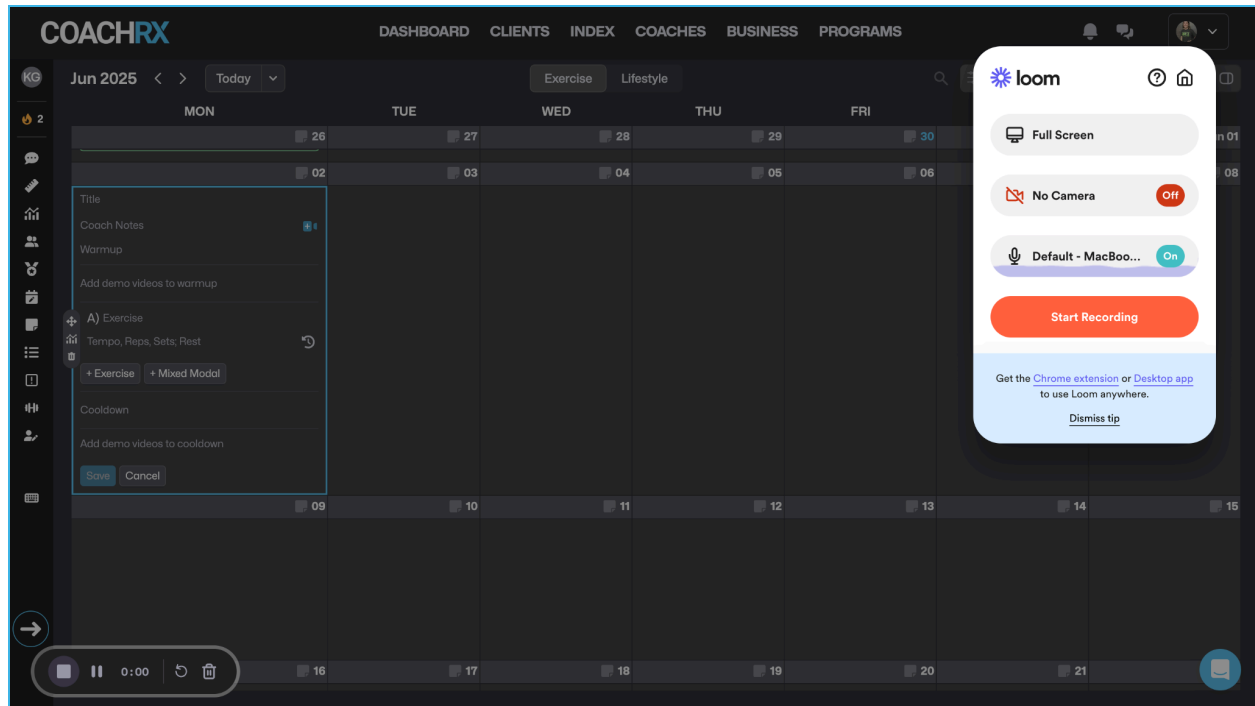 COACHRX
DASHBOARD CLIENTS INDEX COACHES BUSINESS PROGRAMS
KG
Jun 2025 < > Today
Exercise Lifestyle
2
MON TUE WED THU FRI
26 27 28 29 30 n 01
02 03 04 05 06 08
Title
Coach Notes
Warmup
Add demo videos to warmup
A) Exercise
Tempo, Reps, Sets; Rest
+ Exercise + Mixed Modal
Cooldown
Add demo videos to cooldown
Save Cancel
09 10 11 12 13 14 15
16 17 18 19 20 21
0:00
loom
Full Screen
No Camera Off
Default - MacBoo... On
Start Recording
Get the Chrome extension or Desktop app
to use Loom anywhere.
Dismiss tip